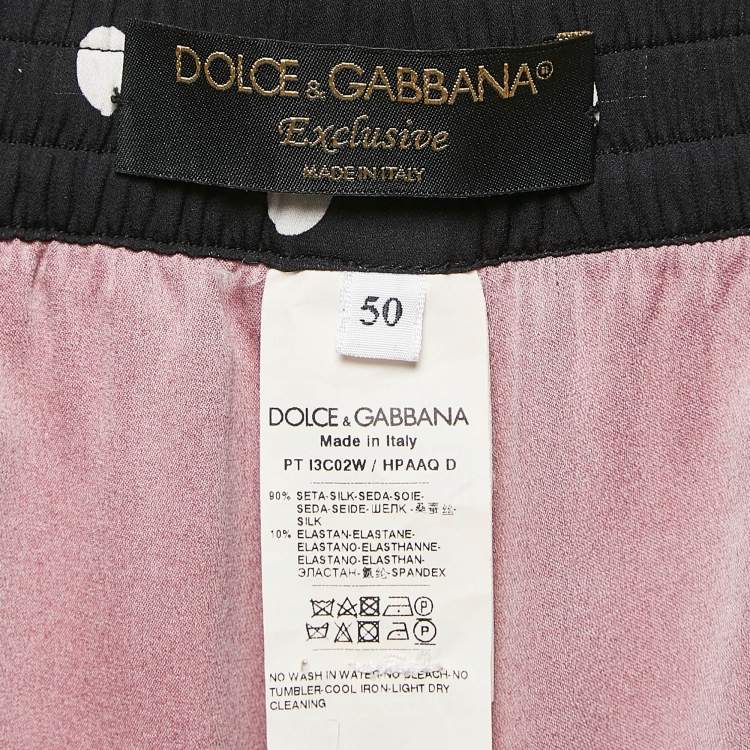 DOLCE & GABBANA®
Exclusive
MADE IN ITALY
50
DOLCE & GABBANA
Made in Italy
PT I3C02W / HPAAQ D
90% SETA-SILK-SEDA-SOIE-
SEDA-SEIDE-ШЕЛК -桑蚕丝-
SILK
10% ELASTAN-ELASTANE-
ELASTANO-ELASTHANNE-
ELASTANO-ELASTHAN-
ЭЛАСТАН-氨纶-SPANDEX
P
P
NO WASH IN WATER-NO BLEACH-NO
TUMBLER-COOL IRON-LIGHT DRY
CLEANING